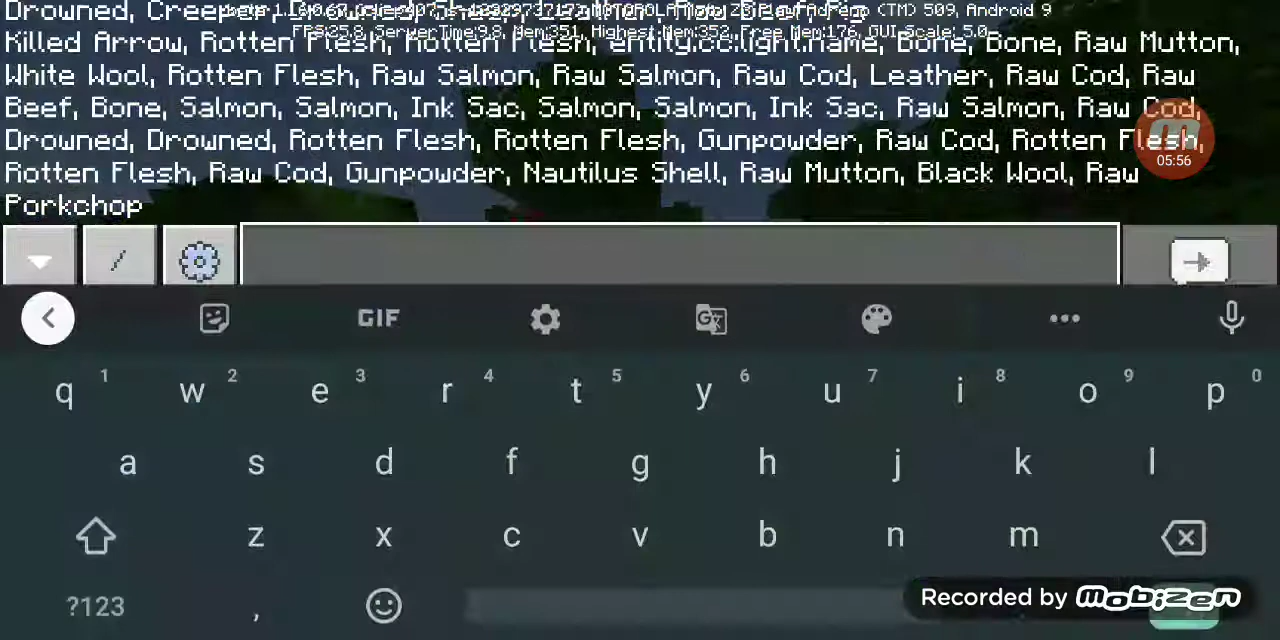 Drowned, Creeper,
(TM) 509, Android 9
Killed Arrow, Rotten Flesh, Rotten Flesh, entity.cc:light.name, Bone, Bone, Raw Mutton,
White Wool, Rotten Flesh, Raw Salmon, Raw Salmon, Raw Cod, Leather, Raw Cod, Raw
Beef, Bone, Salmon, Salmon, Ink Sac, Salmon, Salmon, Ink Sac, Raw Salmon, Raw Cod,
Drowned, Drowned, Rotten Flesh, Rotten Flesh, Gunpowder, Raw Cod, Rotten Flesh,
05:56
Rotten Flesh, Raw Cod, Gunpowder, Nautilus Shell, Raw Mutton, Black Wool, Raw
Porkchop
/
GIF
q 1 w 2 e 3 r 4 t 5 y 6 u 7 i 8 o 9 p 0
a s d f g h j k l
z x c v b n m
?123 ,
Recorded by mobizen